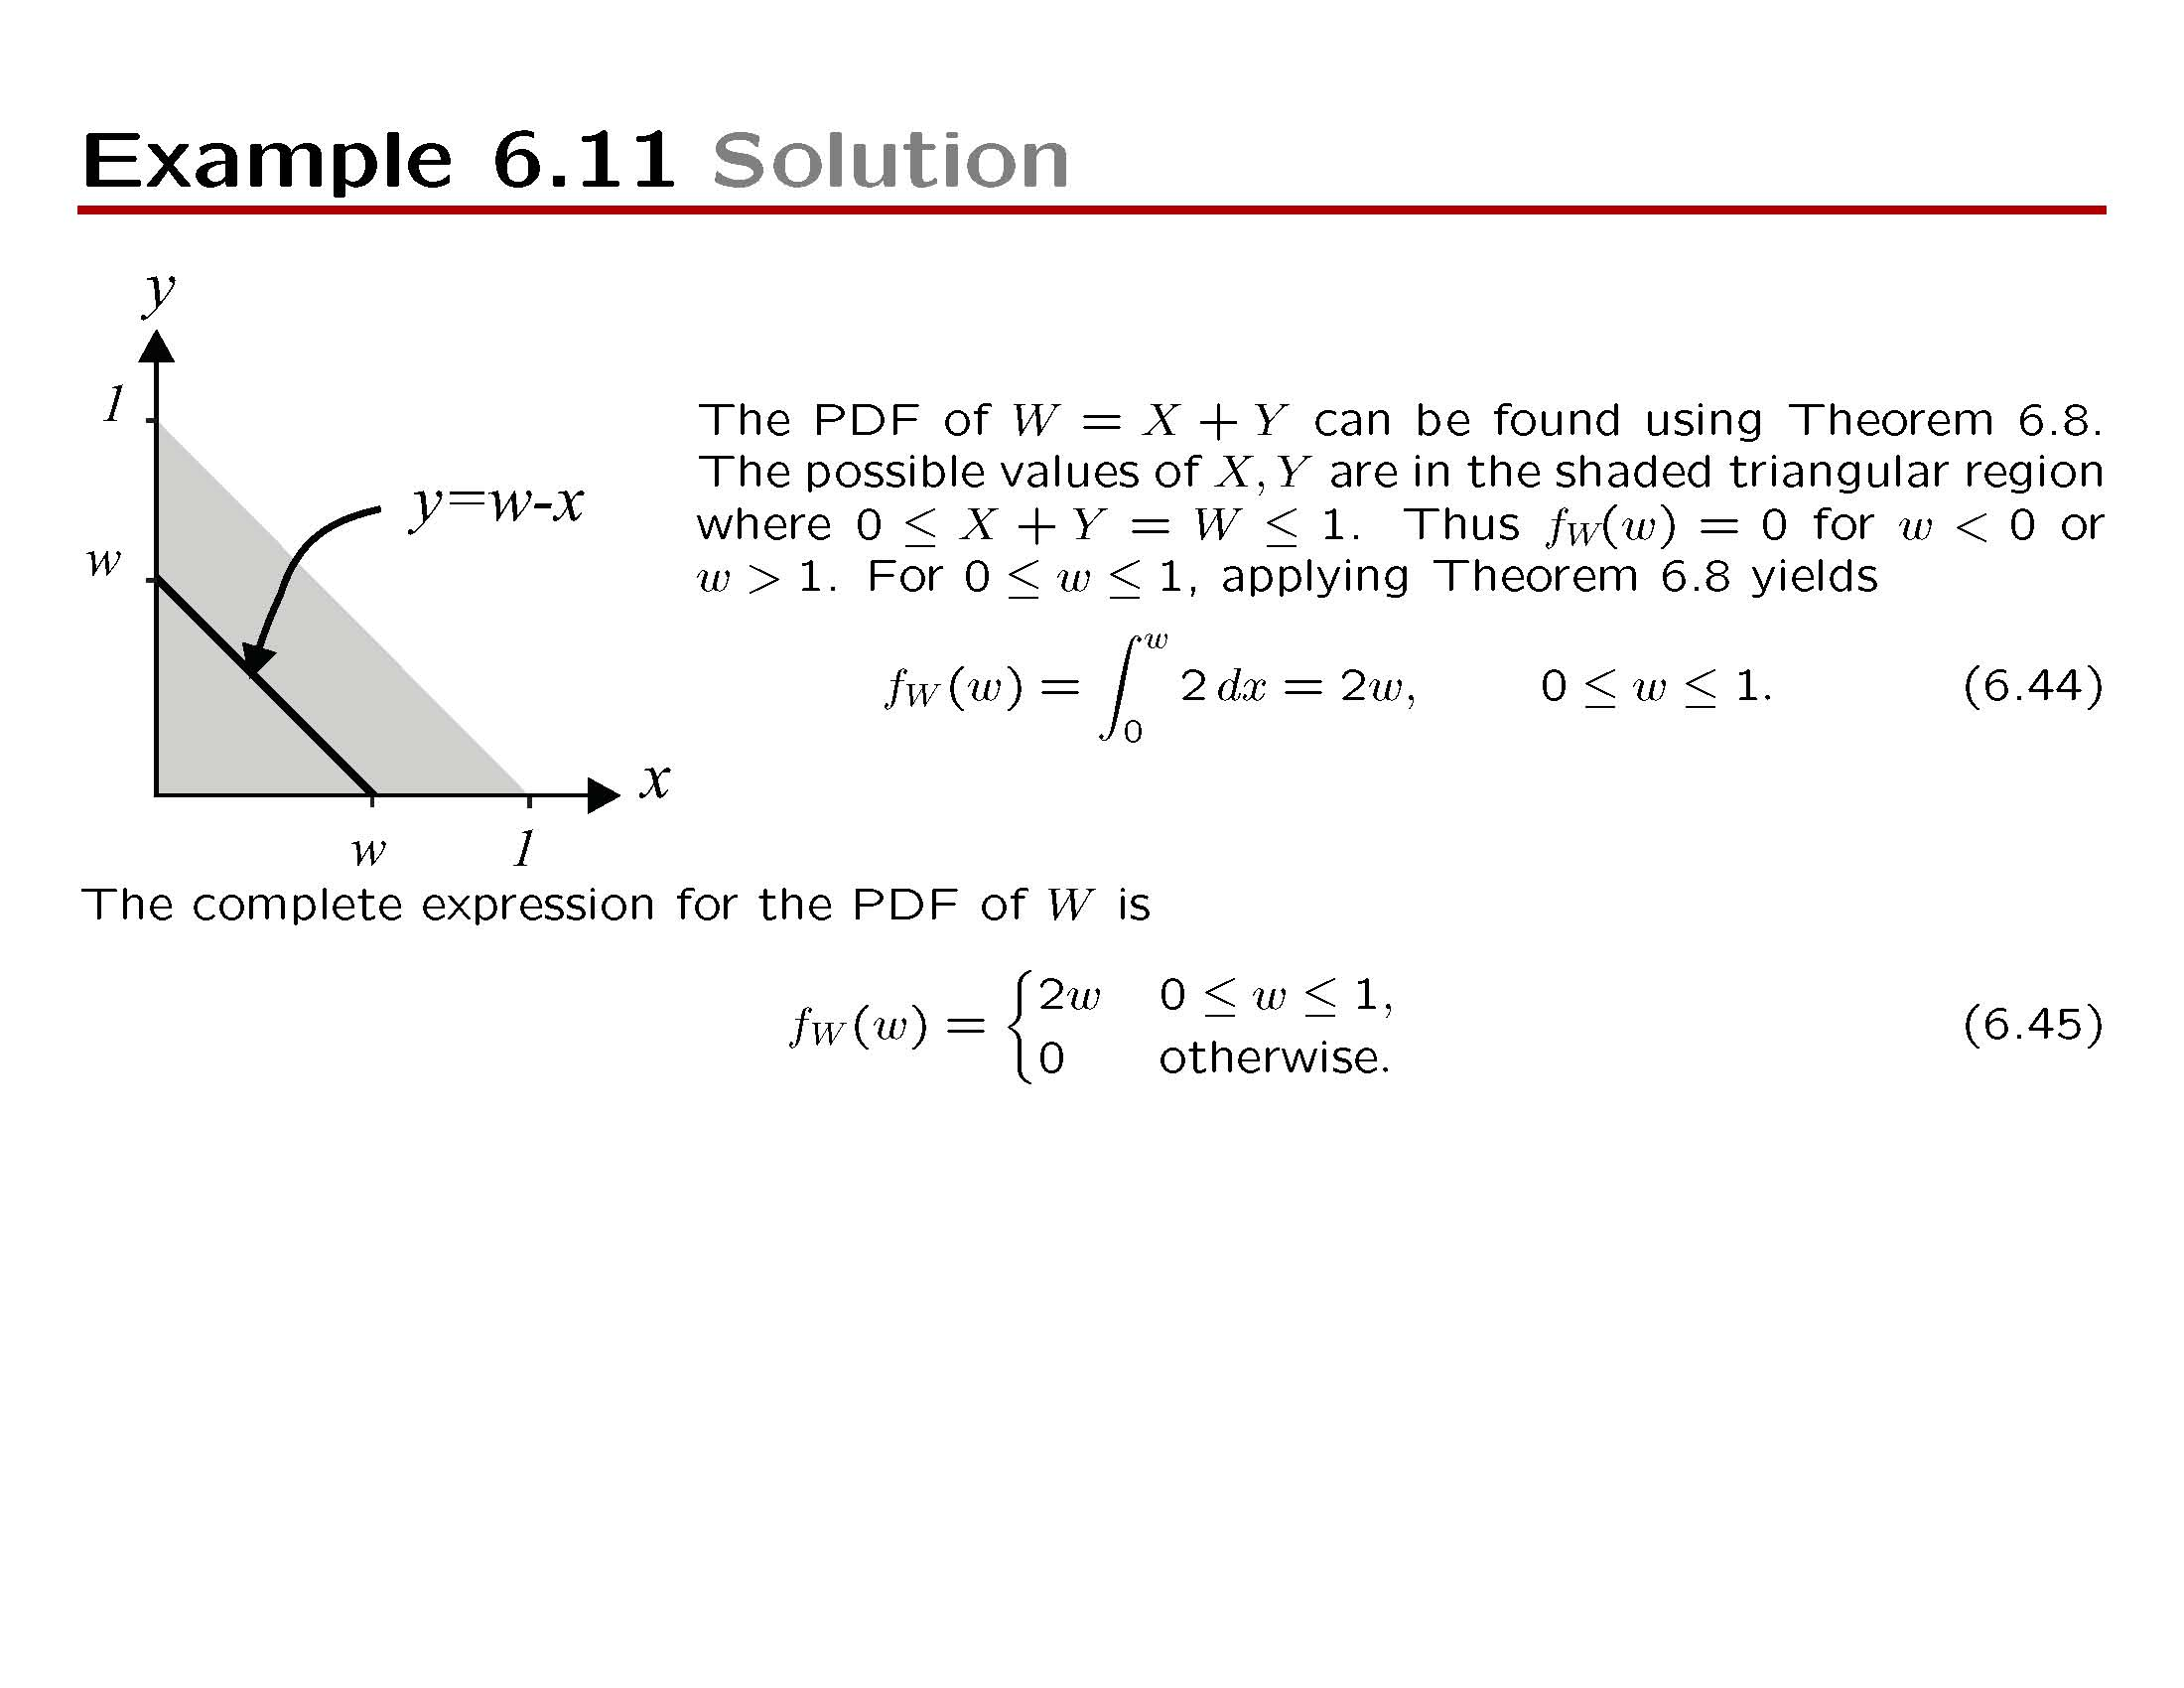 Example 6.11 Solution
y
1
y=w-x
w
x
w
1
The PDF of W = X + Y can be found using Theorem 6.8.
The possible values of X, Y are in the shaded triangular region
where 0 ≤ X + Y = W ≤ 1. Thus f_W(w) = 0 for w < 0 or
w > 1. For 0 ≤ w ≤ 1, applying Theorem 6.8 yields
f_W(w) = ∫_0^w 2 dx = 2w, 0 ≤ w ≤ 1. (6.44)
The complete expression for the PDF of W is
f_W(w) = { 2w 0 ≤ w ≤ 1,
0 otherwise. (6.45)